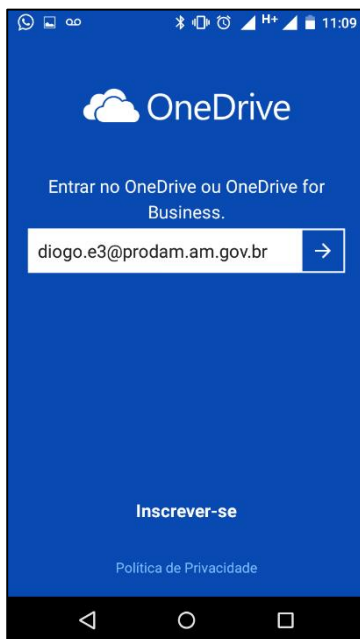 H+ 11:09
OneDrive
Entrar no OneDrive ou OneDrive for
Business.
diogo.e3@prodam.am.gov.br
Inscrever-se
Política de Privacidade